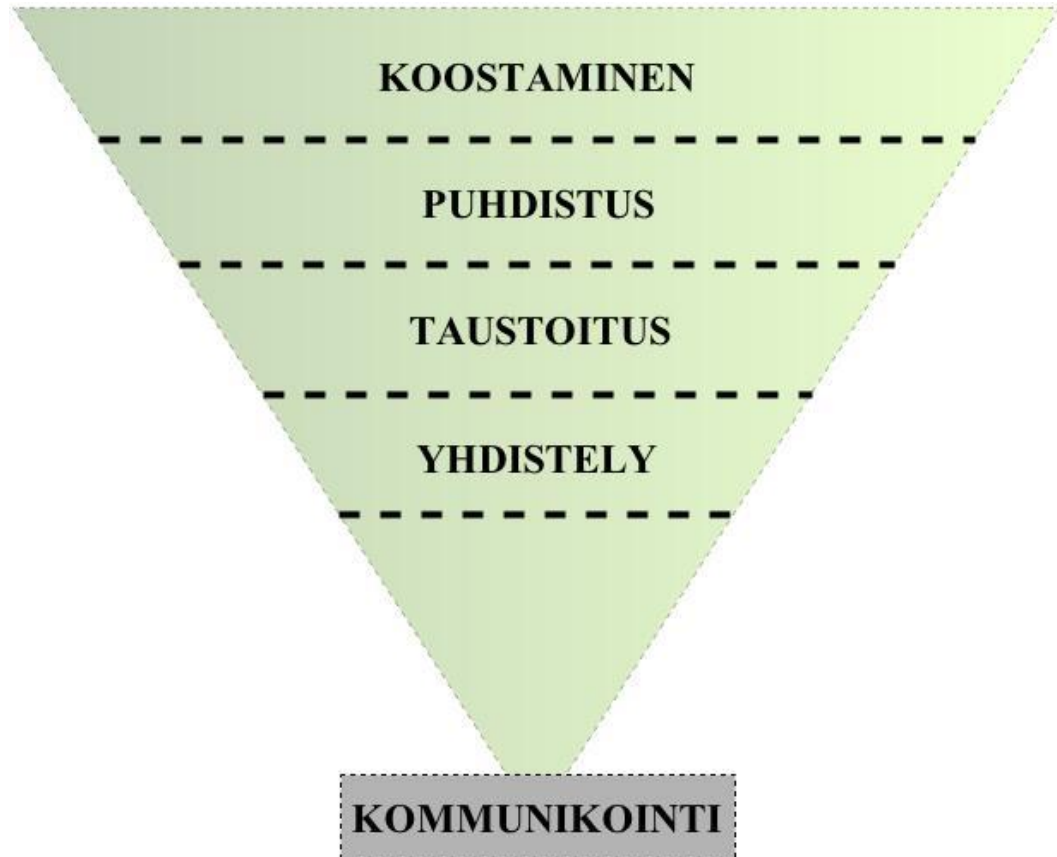 KOOSTAMINEN
PUHDISTUS
TAUSTOITUS
YHDISTELY
KOMMUNIKOINTI